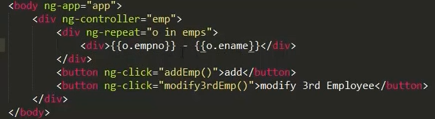 <body ng-app="app">
<div ng-controller="emp">
<div ng-repeat="o in emps">
<div>{{o.empno}} - {{o.ename}}</div>
</div>
<button ng-click="addEmp()">add</button>
<button ng-click="modify3rdEmp()">modify 3rd Employee</button>
</div>
</body>